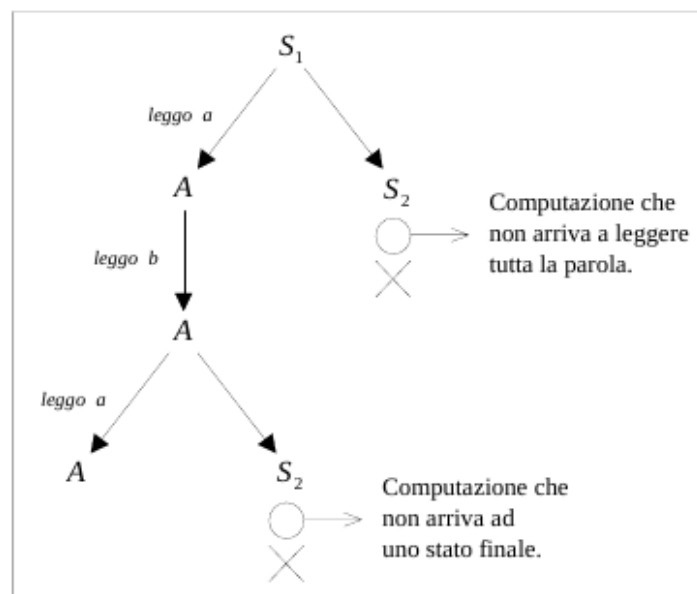 S1
leggo a
A
S2
Computazione che
non arriva a leggere
tutta la parola.
leggo b
A
leggo a
A
S2
Computazione che
non arriva ad
uno stato finale.